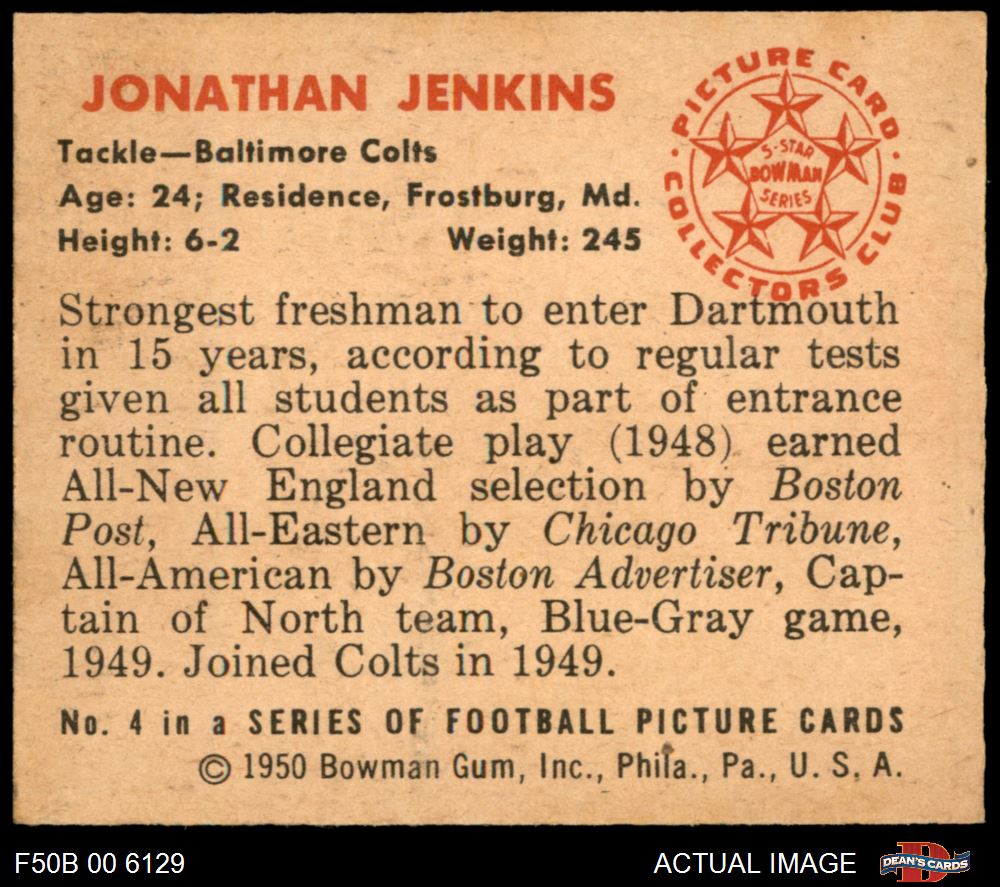 JONATHAN JENKINS
Tackle—Baltimore Colts
Age: 24; Residence, Frostburg, Md.
Height: 6-2 Weight: 245
PICTURE CARD
COLLECTORS CLUB
5-STAR
BOWMAN
SERIES
Strongest freshman to enter Dartmouth
in 15 years, according to regular tests
given all students as part of entrance
routine. Collegiate play (1948) earned
All-New England selection by Boston
Post, All-Eastern by Chicago Tribune,
All-American by Boston Advertiser, Cap-
tain of North team, Blue-Gray game,
1949. Joined Colts in 1949.
No. 4 in a SERIES OF FOOTBALL PICTURE CARDS
© 1950 Bowman Gum, Inc., Phila., Pa., U. S. A.
F50B 00 6129 ACTUAL IMAGE
DEAN'S CARDS